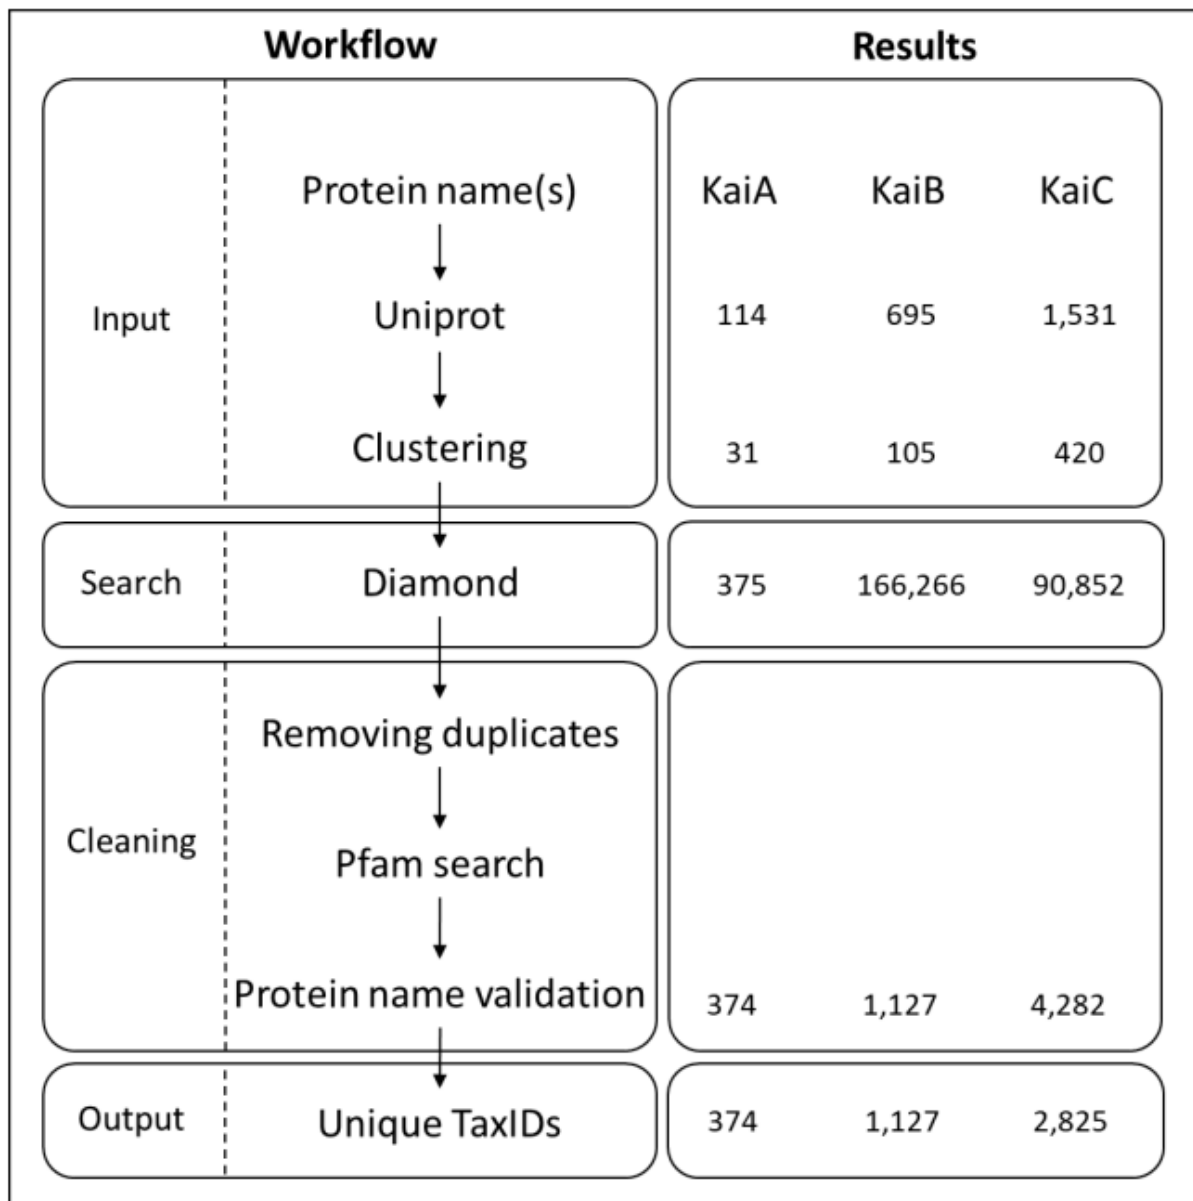 Workflow Results
Protein name(s) KaiA KaiB KaiC
Input Uniprot 114 695 1,531
Clustering 31 105 420
Search Diamond 375 166,266 90,852
Removing duplicates
Cleaning
Pfam search
Protein name validation 374 1,127 4,282
Output Unique TaxIDs 374 1,127 2,825